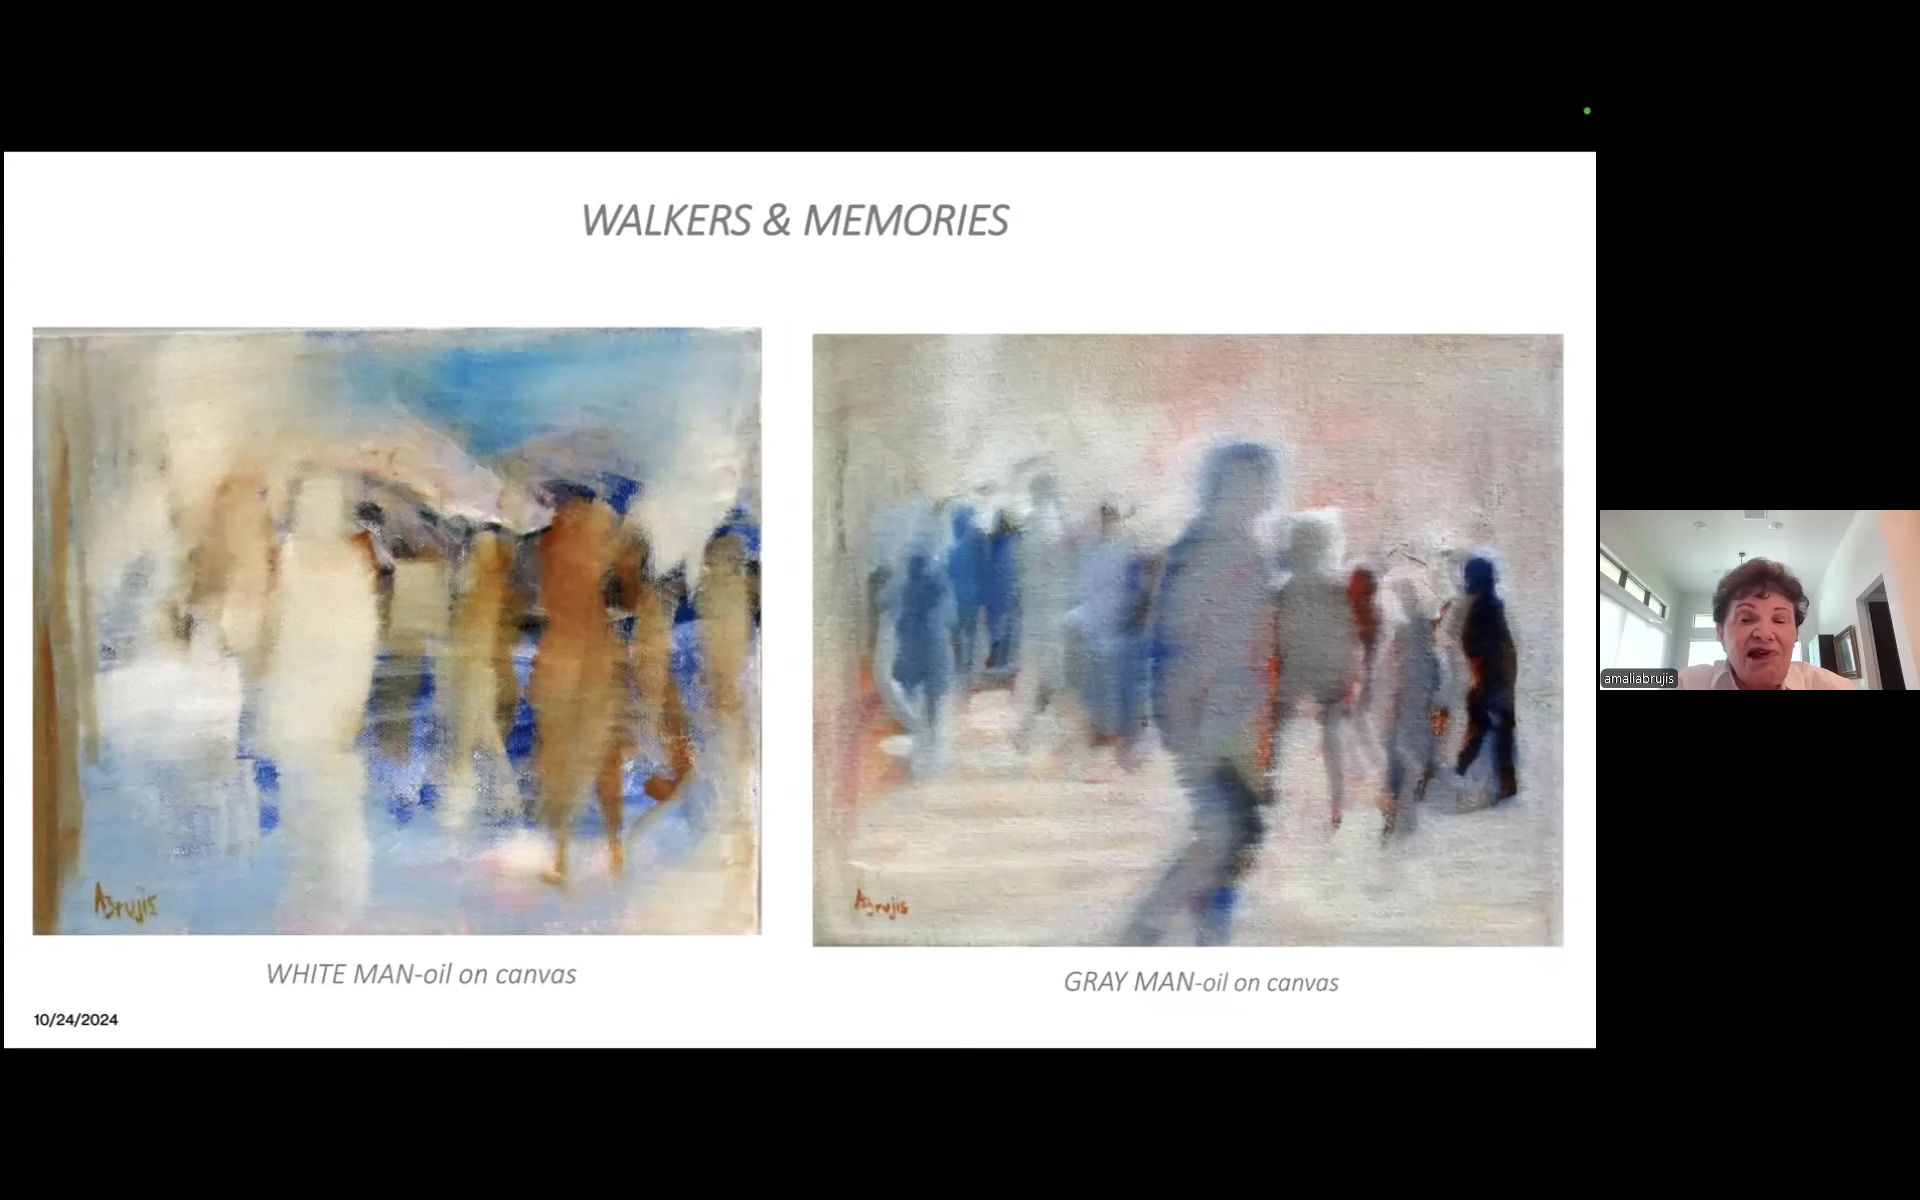 WALKERS & MEMORIES
ABrujis
ABrujis
WHITE MAN-oil on canvas
GRAY MAN-oil on canvas
10/24/2024
amaliabrujis